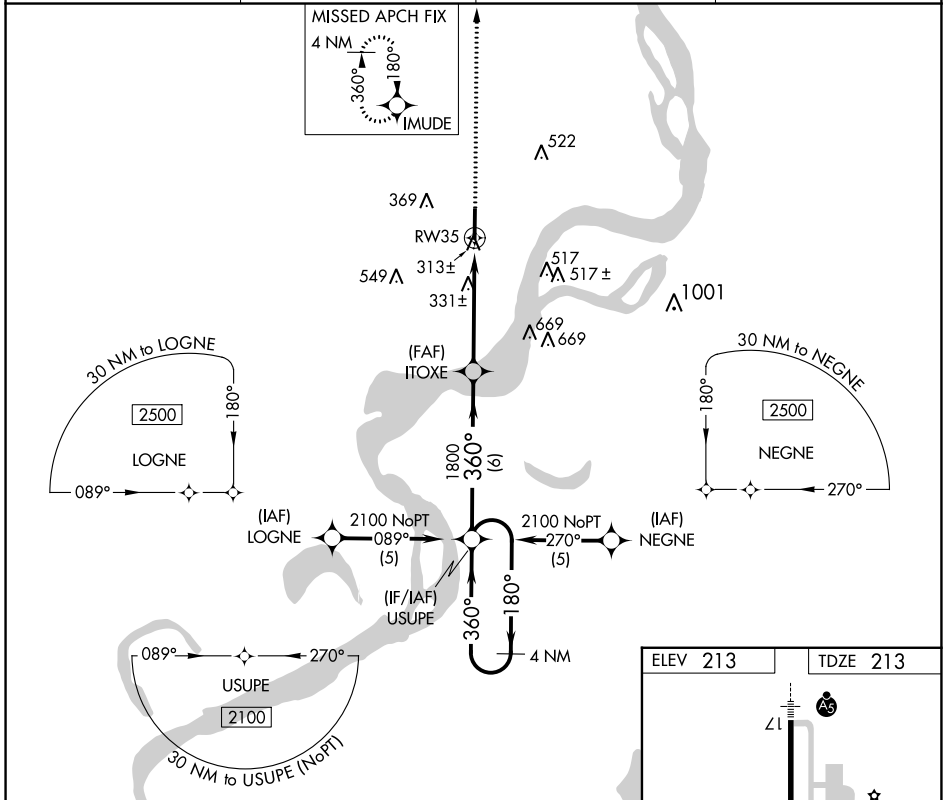 MISSED APCH FIX
4 NM
360°
180°
IMUDE
522
369
RW35
313±
549
331±
517
517 ±
1001
669
669
(FAF)
ITOXE
30 NM to LOGNE
2500
LOGNE
180°
089°
30 NM to NEGNE
2500
NEGNE
180°
270°
1800
360°
(6)
(IAF)
LOGNE
2100 NoPT
089°
(5)
2100 NoPT
270°
(5)
(IAF)
NEGNE
(IF/IAF)
USUPE
360°
180°
4 NM
089°
270°
USUPE
2100
30 NM to USUPE (NoPT)
ELEV 213
TDZE 213
17
A5